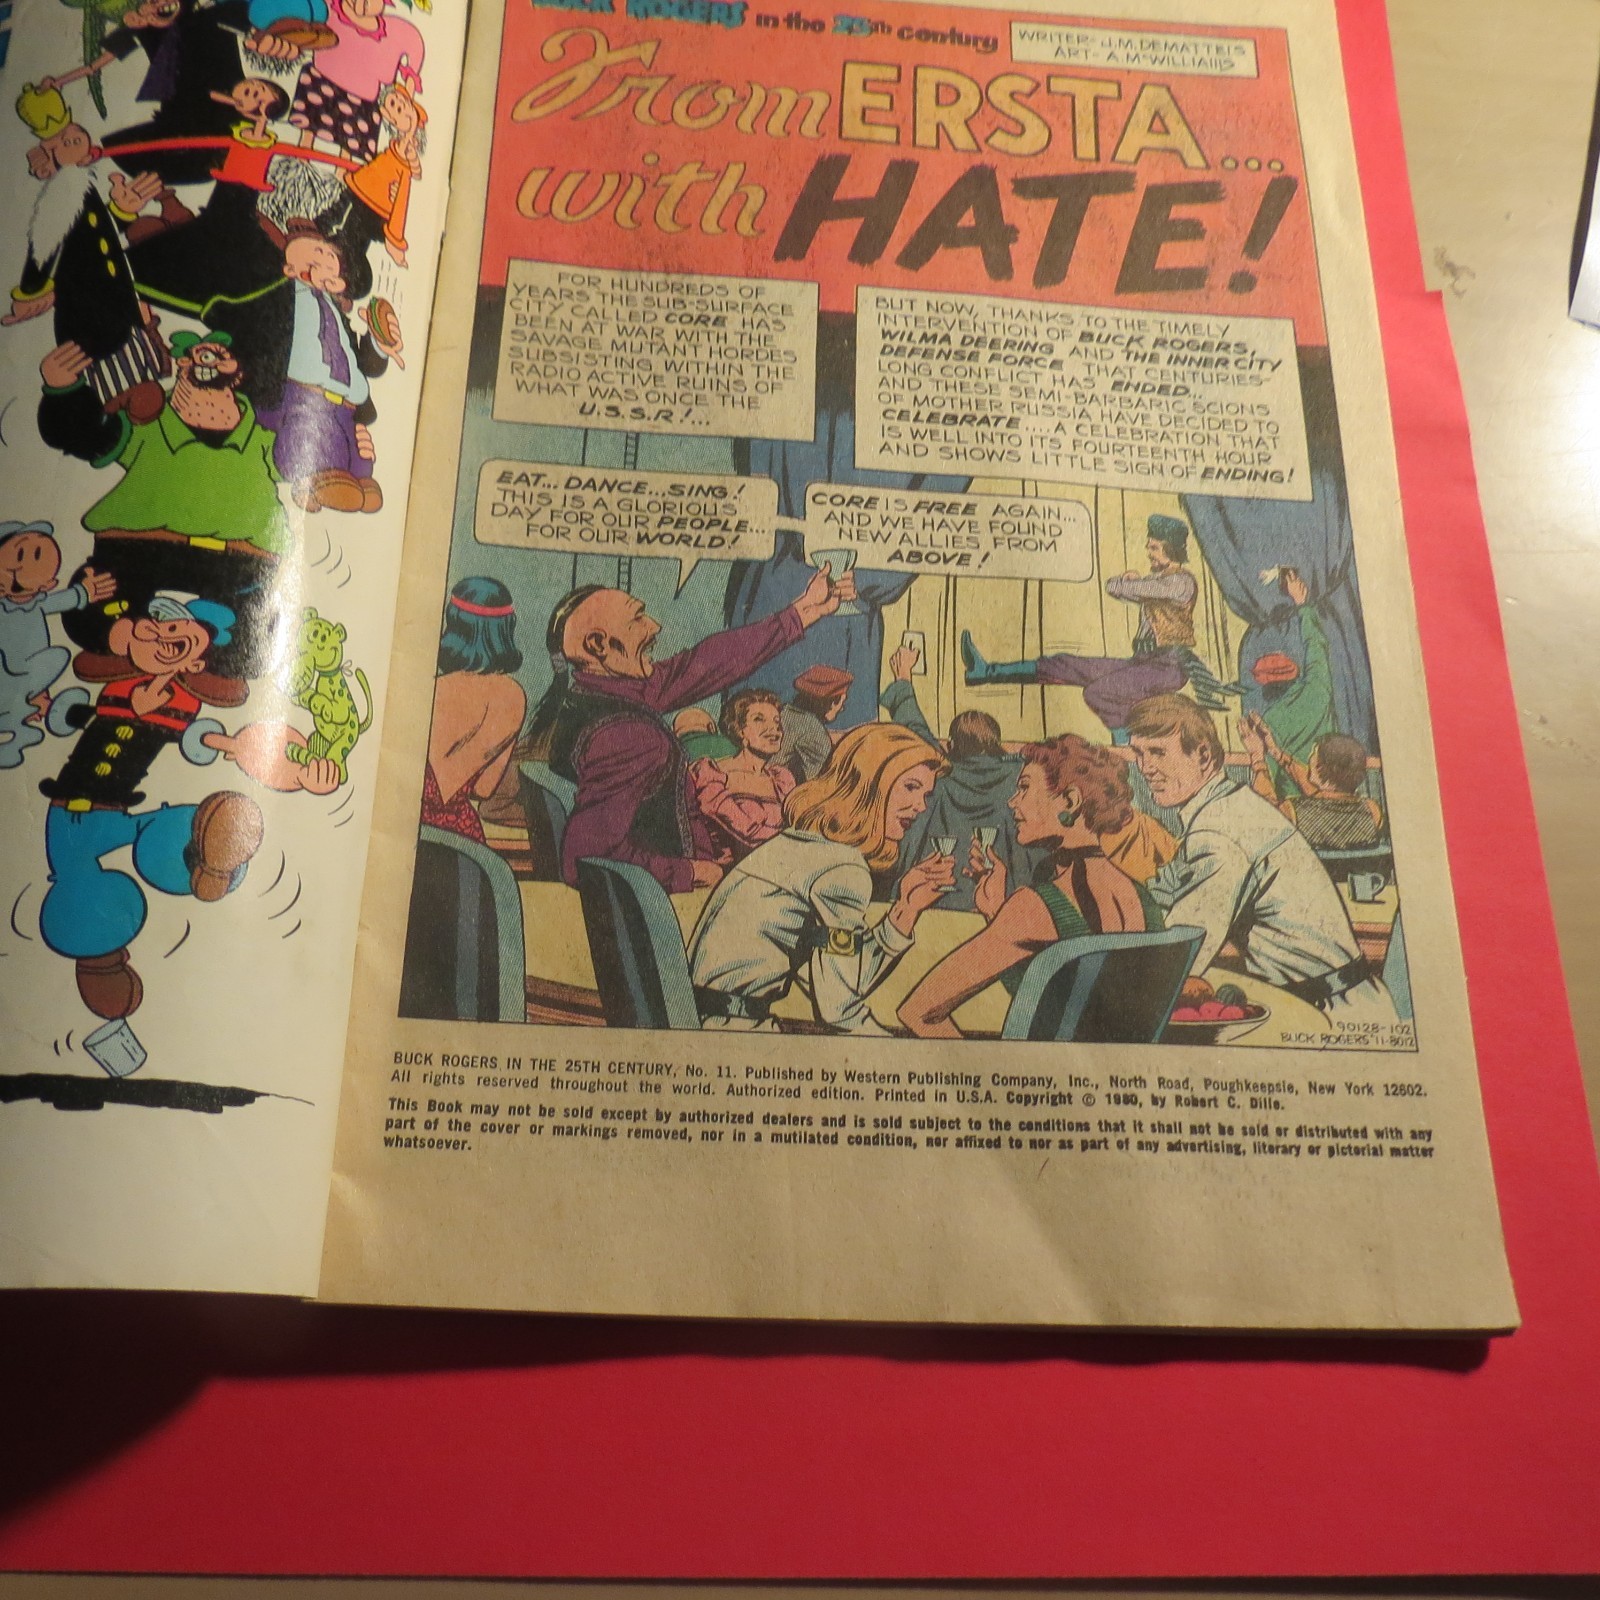 BUCK ROGERS in the 25th century
WRITER- J.M. DEMATTEIS
ART- A. McWILLIAMS
From ERSTA...
with HATE!
FOR HUNDREDS OF
YEARS THE SUB-SURFACE
CITY CALLED CORE HAS
BEEN AT WAR WITH THE
SAVAGE MUTANT HORDES
SUBSISTING WITHIN THE
RADIO ACTIVE RUINS OF
WHAT WAS ONCE THE
U.S.S.R!...
BUT NOW, THANKS TO THE TIMELY
INTERVENTION OF BUCK ROGERS,
WILMA DEERING AND THE INNER CITY
DEFENSE FORCE THAT CENTURIES-
LONG CONFLICT HAS ENDED...
AND THESE SEMI-BARBARIC SCIONS
OF MOTHER RUSSIA HAVE DECIDED TO
CELEBRATE....A CELEBRATION THAT
IS WELL INTO ITS FOURTEENTH HOUR
AND SHOWS LITTLE SIGN OF ENDING!
EAT... DANCE...SING!
THIS IS A GLORIOUS
DAY FOR OUR PEOPLE...
FOR OUR WORLD!
CORE IS FREE AGAIN...
AND WE HAVE FOUND
NEW ALLIES FROM
ABOVE!
90128-102
BUCK ROGERS #11-8012
BUCK ROGERS IN THE 25TH CENTURY, No. 11. Published by Western Publishing Company, Inc., North Road, Poughkeepsie, New York 12602.
All rights reserved throughout the world. Authorized edition. Printed in U.S.A. Copyright © 1980, by Robert C. Dille.
This Book may not be sold except by authorized dealers and is sold subject to the conditions that it shall not be sold or distributed with any
part of the cover or markings removed, nor in a mutilated condition, nor affixed to nor as part of any advertising, literary or pictorial matter
whatsoever.